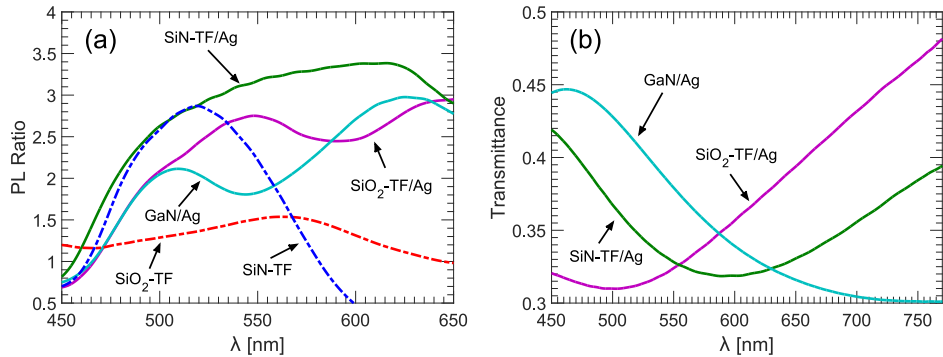 (a)
SiN-TF/Ag
SiO2-TF/Ag
GaN/Ag
SiO2-TF
SiN-TF
PL Ratio
4
3.5
3
2.5
2
1.5
1
0.5
450
500
550
600
650
λ [nm]
(b)
GaN/Ag
SiO2-TF/Ag
SiN-TF/Ag
Transmittance
0.5
0.45
0.4
0.35
0.3
450
500
550
600
650
700
750
λ [nm]